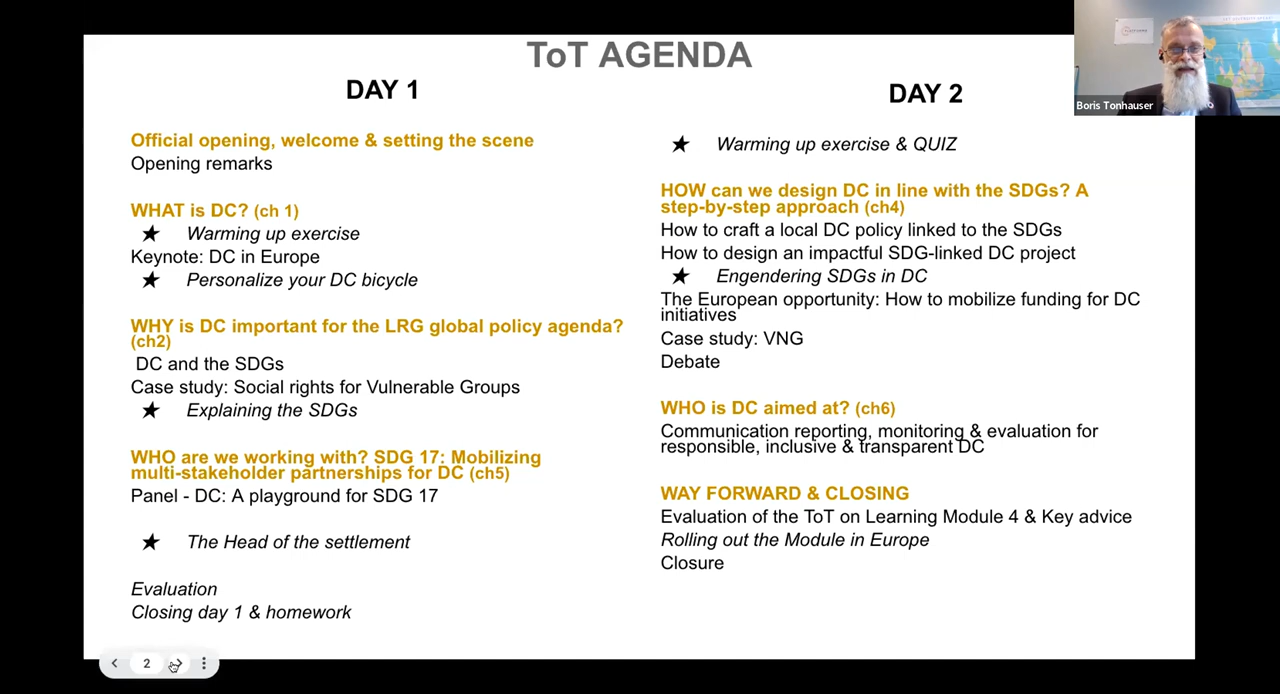 ToT AGENDA
DAY 1
Official opening, welcome & setting the scene
Opening remarks
WHAT is DC? (ch 1)
★ Warming up exercise
Keynote: DC in Europe
★ Personalize your DC bicycle
WHY is DC important for the LRG global policy agenda?
(ch2)
DC and the SDGs
Case study: Social rights for Vulnerable Groups
★ Explaining the SDGs
WHO are we working with? SDG 17: Mobilizing
multi-stakeholder partnerships for DC (ch5)
Panel - DC: A playground for SDG 17
★ The Head of the settlement
Evaluation
Closing day 1 & homework
DAY 2
★ Warming up exercise & QUIZ
HOW can we design DC in line with the SDGs? A
step-by-step approach (ch4)
How to craft a local DC policy linked to the SDGs
How to design an impactful SDG-linked DC project
★ Engendering SDGs in DC
The European opportunity: How to mobilize funding for DC
initiatives
Case study: VNG
Debate
WHO is DC aimed at? (ch6)
Communication reporting, monitoring & evaluation for
responsible, inclusive & transparent DC
WAY FORWARD & CLOSING
Evaluation of the ToT on Learning Module 4 & Key advice
Rolling out the Module in Europe
Closure
Boris Tonhauser
2